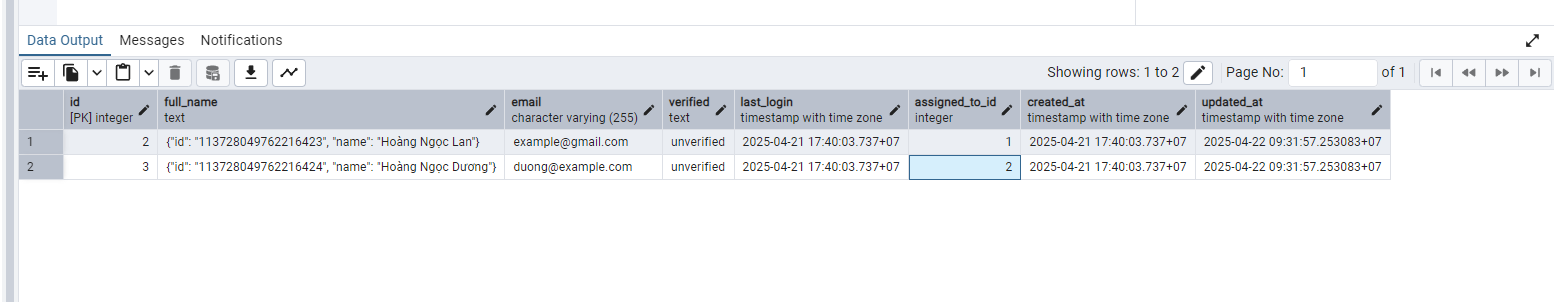 Data Output Messages Notifications
Showing rows: 1 to 2 Page No: 1 of 1
id full_name email verified last_login assigned_to_id created_at updated_at
[PK] integer text character varying (255) text timestamp with time zone integer timestamp with time zone timestamp with time zone
1 2 {"id": "113728049762216423", "name": "Hoàng Ngọc Lan"} example@gmail.com unverified 2025-04-21 17:40:03.737+07 1 2025-04-21 17:40:03.737+07 2025-04-22 09:31:57.253083+07
2 3 {"id": "113728049762216424", "name": "Hoàng Ngọc Dương"} duong@example.com unverified 2025-04-21 17:40:03.737+07 2 2025-04-21 17:40:03.737+07 2025-04-22 09:31:57.253083+07